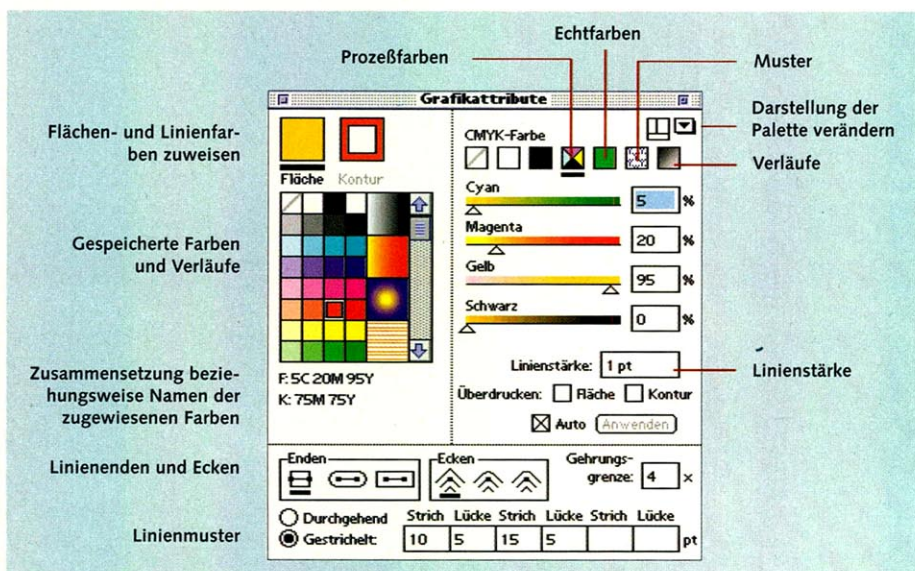 Echtfarben
Prozeßfarben
Muster
Grafikattribute
Darstellung der
Palette verändern
Flächen- und Linienfar-
ben zuweisen
CMYK-Farbe
Verläufe
Fläche Kontur
Cyan
5 %
Magenta
20 %
Gelb
95 %
Schwarz
0 %
Gespeicherte Farben
und Verläufe
Linienstärke: 1 pt
Linienstärke
Zusammensetzung bezie-
hungsweise Namen der
zugewiesenen Farben
F: 5C 20M 95Y
K: 75M 75Y
Überdrucken: Fläche Kontur
Auto Anwenden
Linienenden und Ecken
Enden
Ecken
Gehrungs-
grenze: 4 x
Linienmuster
Durchgehend
Gestrichelt:
Strich Lücke Strich Lücke Strich Lücke
10 5 15 5 pt